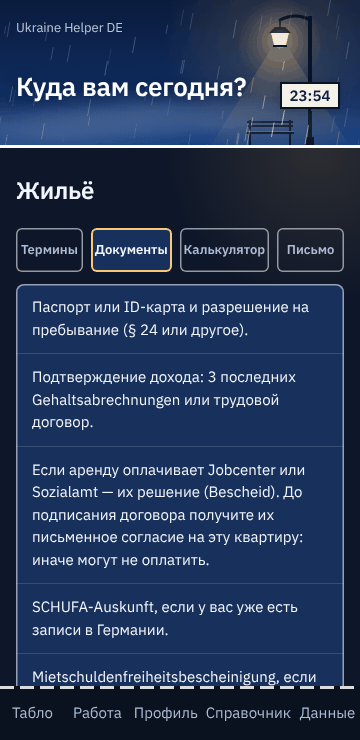 Ukraine Helper DE
Куда вам сегодня?
23:54
Жильё
Термины
Документы
Калькулятор
Письмо
Паспорт или ID-карта и разрешение на
пребывание (§ 24 или другое).
Подтверждение дохода: 3 последних
Gehaltsabrechnungen или трудовой
договор.
Если аренду оплачивает Jobcenter или
Sozialamt — их решение (Bescheid). До
подписания договора получите их
письменное согласие на эту квартиру:
иначе могут не оплатить.
SCHUFA-Auskunft, если у вас уже есть
записи в Германии.
Mietschuldenfreiheitsbescheinigung, если
Табло
Работа
Профиль
Справочник
Данные